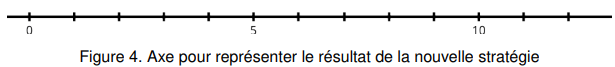 0 5 10
Figure 4. Axe pour représenter le résultat de la nouvelle stratégie